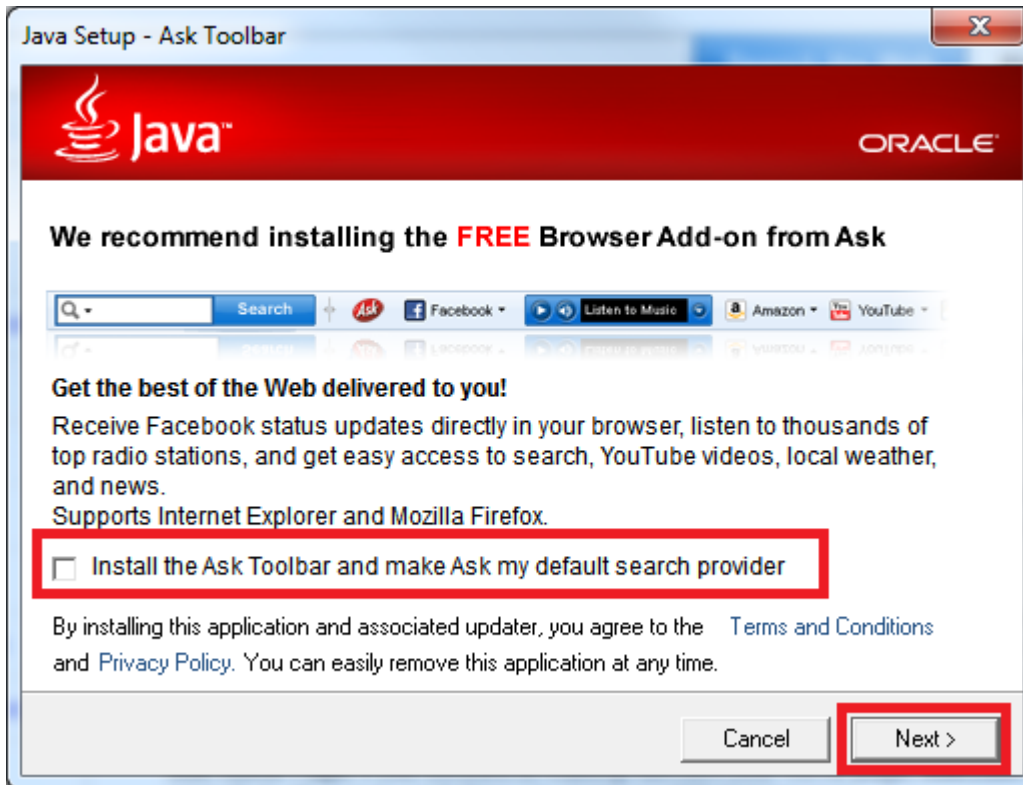 Java Setup - Ask Toolbar
Java™
ORACLE
We recommend installing the FREE Browser Add-on from Ask
Search Ask Facebook Listen to Music Amazon YouTube
Get the best of the Web delivered to you!
Receive Facebook status updates directly in your browser, listen to thousands of
top radio stations, and get easy access to search, YouTube videos, local weather,
and news.
Supports Internet Explorer and Mozilla Firefox.
Install the Ask Toolbar and make Ask my default search provider
By installing this application and associated updater, you agree to the Terms and Conditions
and Privacy Policy. You can easily remove this application at any time.
Cancel
Next >